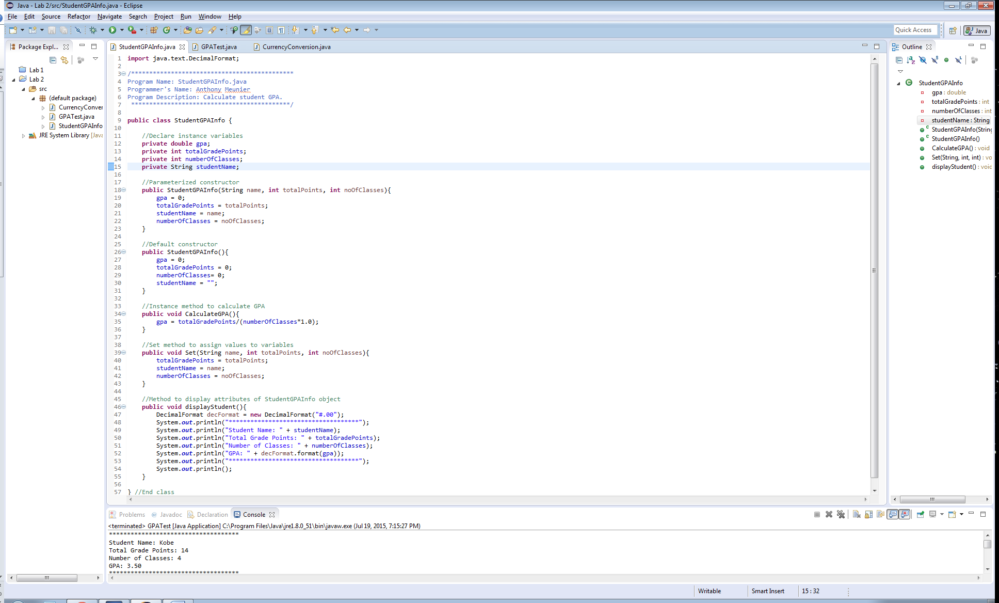 Java - Lab 2/src/StudentGPAInfo.java - Eclipse
File Edit Source Refactor Navigate Search Project Run Window Help
Quick Access
Java
Package Expl...
Lab 1
Lab 2
src
(default package)
CurrencyConver
GPATest.java
StudentGPAInfo
JRE System Library [Java
StudentGPAInfo.java GPATest.java CurrencyConversion.java
1 import java.text.DecimalFormat;
2
3 /*********************************************
4 Program Name: StudentGPAInfo.java
5 Programmer's Name: Anthony Meunier
6 Program Description: Calculate student GPA.
7 ********************************************/
8
9 public class StudentGPAInfo {
10
11 //Declare instance variables
12 private double gpa;
13 private int totalGradePoints;
14 private int numberOfClasses;
15 private String studentName;
16
17 //Parameterized constructor
18 public StudentGPAInfo(String name, int totalPoints, int noOfClasses){
19 gpa = 0;
20 totalGradePoints = totalPoints;
21 studentName = name;
22 numberOfClasses = noOfClasses;
23 }
24
25 //Default constructor
26 public StudentGPAInfo(){
27 gpa = 0;
28 totalGradePoints = 0;
29 numberOfClasses= 0;
30 studentName = "";
31 }
32
33 //Instance method to calculate GPA
34 public void CalculateGPA(){
35 gpa = totalGradePoints/(numberOfClasses*1.0);
36 }
37
38 //Set method to assign values to variables
39 public void Set(String name, int totalPoints, int noOfClasses){
40 totalGradePoints = totalPoints;
41 studentName = name;
42 numberOfClasses = noOfClasses;
43 }
44
45 //Method to display attributes of StudentGPAInfo object
46 public void displayStudent(){
47 DecimalFormat decFormat = new DecimalFormat("#.00");
48 System.out.println("************************************");
49 System.out.println("Student Name: " + studentName);
50 System.out.println("Total Grade Points: " + totalGradePoints);
51 System.out.println("Number of Classes: " + numberOfClasses);
52 System.out.println("GPA: " + decFormat.format(gpa));
53 System.out.println("************************************");
54 System.out.println();
55 }
56
57 } //End class
Outline
StudentGPAInfo
gpa : double
totalGradePoints : int
numberOfClasses : int
studentName : String
StudentGPAInfo(String
StudentGPAInfo()
CalculateGPA() : void
Set(String, int, int) : vo
displayStudent() : voic
Problems @ Javadoc Declaration Console
<terminated> GPATest [Java Application] C:\Program Files\Java\jre1.8.0_51\bin\javaw.exe (Jul 19, 2015, 7:15:27 PM)
************************************
Student Name: Kobe
Total Grade Points: 14
Number of Classes: 4
GPA: 3.50
************************************
Writable Smart Insert 15 : 32